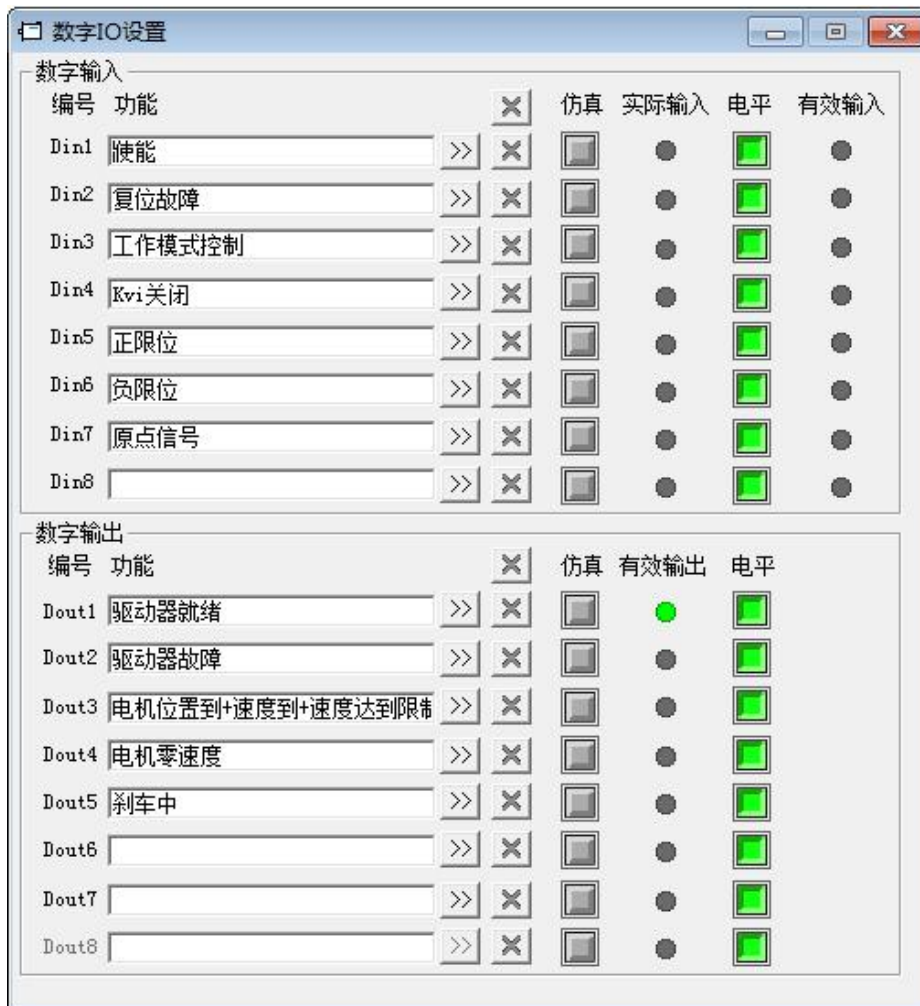 数字IO设置
数字输入
编号 功能 仿真 实际输入 电平 有效输入
Din1 使能 >>
Din2 复位故障 >>
Din3 工作模式控制 >>
Din4 Kvi关闭 >>
Din5 正限位 >>
Din6 负限位 >>
Din7 原点信号 >>
Din8 >>
数字输出
编号 功能 仿真 有效输出 电平
Dout1 驱动器就绪 >>
Dout2 驱动器故障 >>
Dout3 电机位置到+速度到+速度达到限制 >>
Dout4 电机零速度 >>
Dout5 刹车中 >>
Dout6 >>
Dout7 >>
Dout8 >>